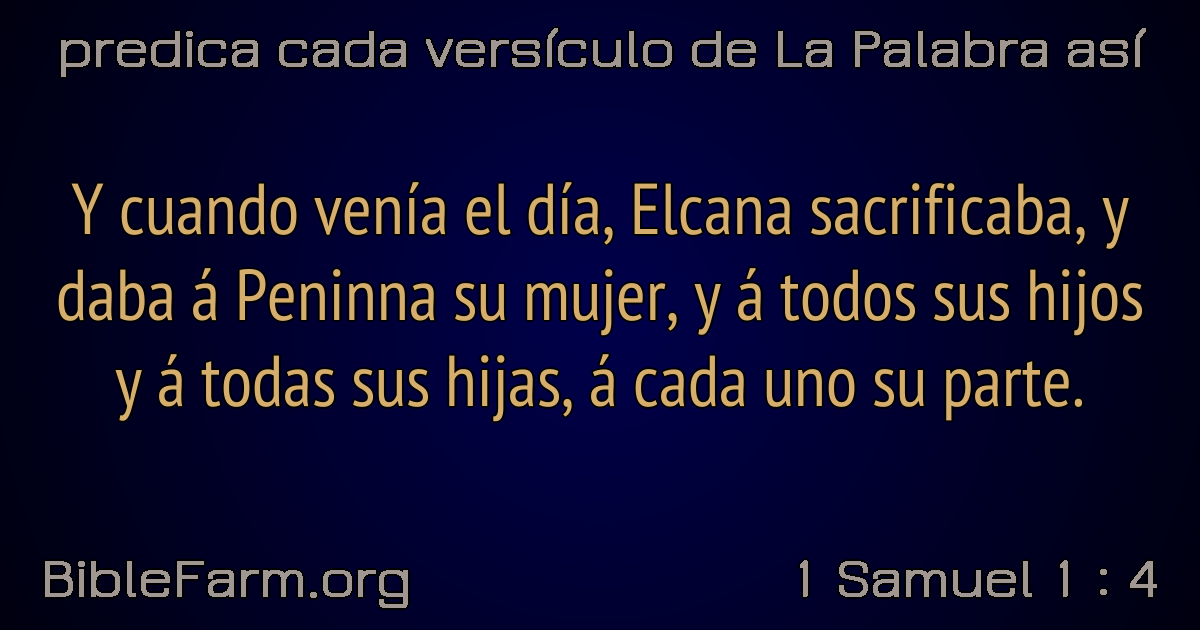 predica cada versículo de La Palabra así
Y cuando venía el día, Elcana sacrificaba, y
daba á Peninna su mujer, y á todos sus hijos
y á todas sus hijas, á cada uno su parte.
BibleFarm.org
1 Samuel 1 : 4